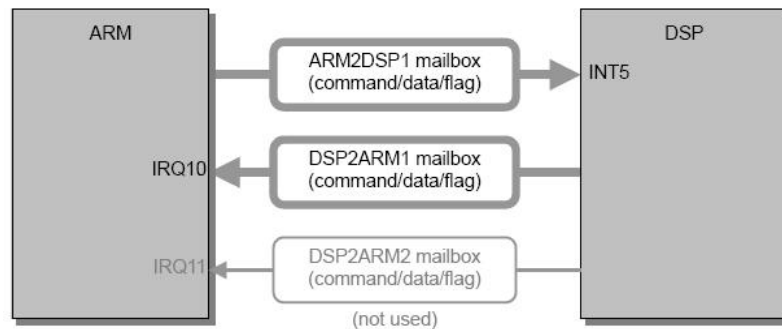 ARM
DSP
ARM2DSP1 mailbox
(command/data/flag)
INT5
IRQ10
DSP2ARM1 mailbox
(command/data/flag)
IRQ11
DSP2ARM2 mailbox
(command/data/flag)
(not used)